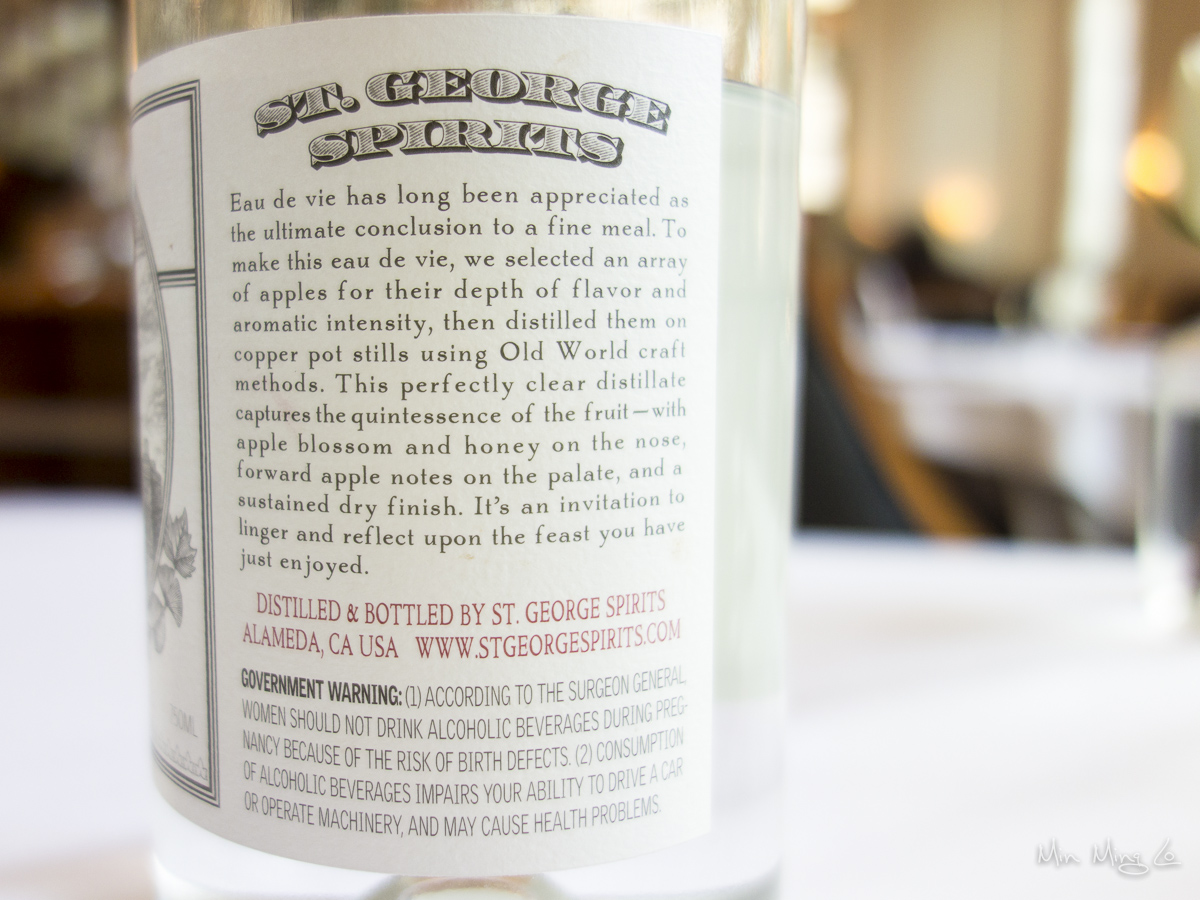 ST. GEORGE
SPIRITS
Eau de vie has long been appreciated as
the ultimate conclusion to a fine meal. To
make this eau de vie, we selected an array
of apples for their depth of flavor and
aromatic intensity, then distilled them on
copper pot stills using Old World craft
methods. This perfectly clear distillate
captures the quintessence of the fruit—with
apple blossom and honey on the nose,
forward apple notes on the palate, and a
sustained dry finish. It's an invitation to
linger and reflect upon the feast you have
just enjoyed.
DISTILLED & BOTTLED BY ST. GEORGE SPIRITS
ALAMEDA, CA USA WWW.STGEORGESPIRITS.COM
GOVERNMENT WARNING: (1) ACCORDING TO THE SURGEON GENERAL,
WOMEN SHOULD NOT DRINK ALCOHOLIC BEVERAGES DURING PREG-
NANCY BECAUSE OF THE RISK OF BIRTH DEFECTS. (2) CONSUMPTION
OF ALCOHOLIC BEVERAGES IMPAIRS YOUR ABILITY TO DRIVE A CAR
OR OPERATE MACHINERY, AND MAY CAUSE HEALTH PROBLEMS.
750ML
Min Ming Lo